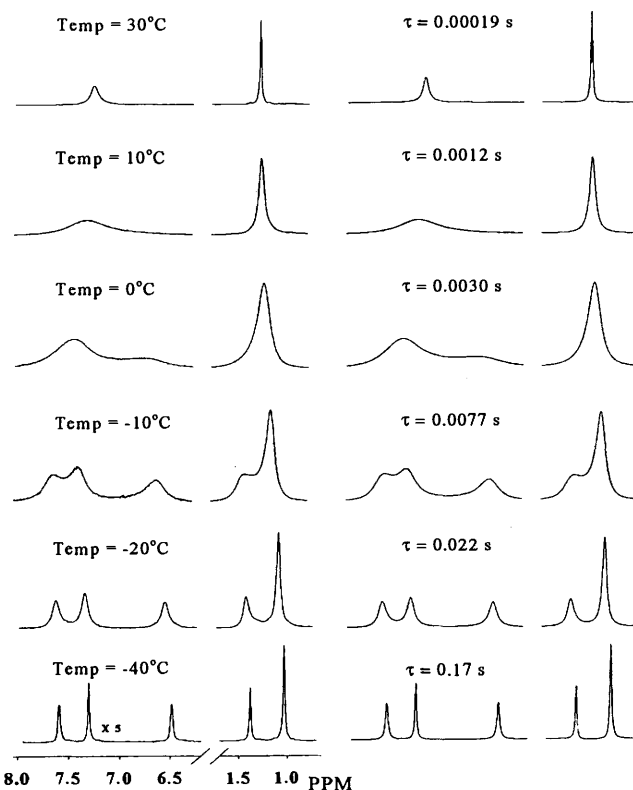 Temp = 30°C τ = 0.00019 s
Temp = 10°C τ = 0.0012 s
Temp = 0°C τ = 0.0030 s
Temp = -10°C τ = 0.0077 s
Temp = -20°C τ = 0.022 s
Temp = -40°C τ = 0.17 s
x 5
8.0 7.5 7.0 6.5 1.5 1.0 PPM